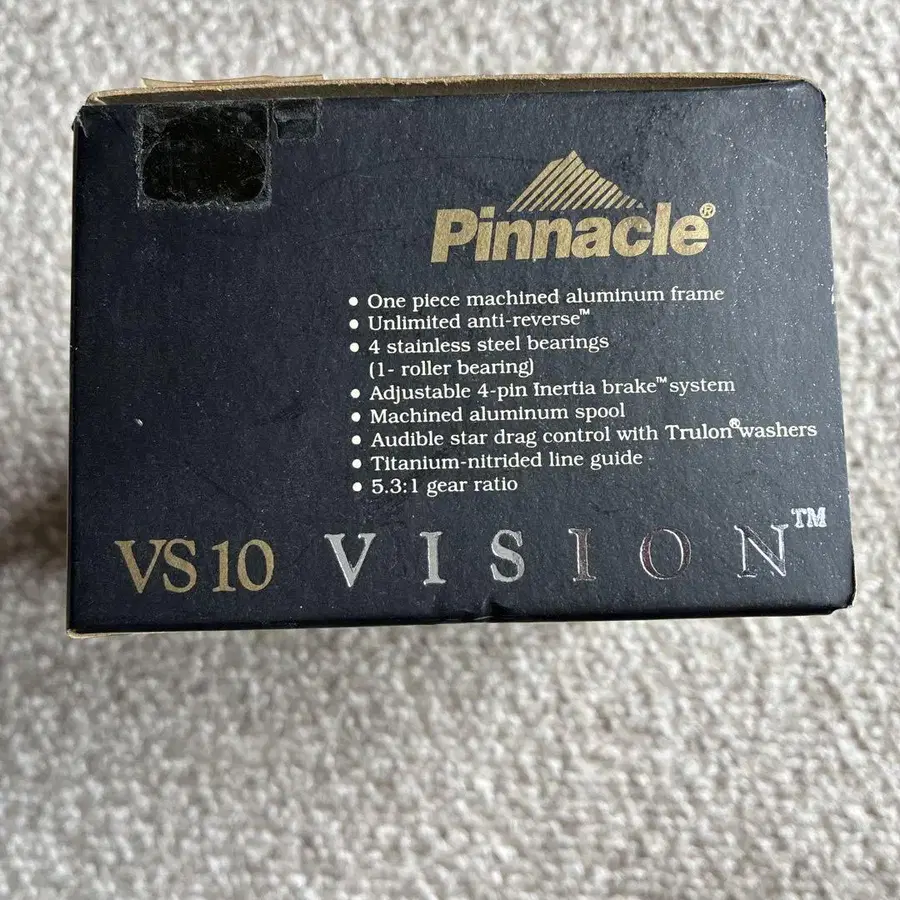 Pinnacle®
• One piece machined aluminum frame
• Unlimited anti-reverse™
• 4 stainless steel bearings
(1- roller bearing)
• Adjustable 4-pin Inertia brake™ system
• Machined aluminum spool
• Audible star drag control with Trulon® washers
• Titanium-nitrided line guide
• 5.3:1 gear ratio
VS10 VISION™